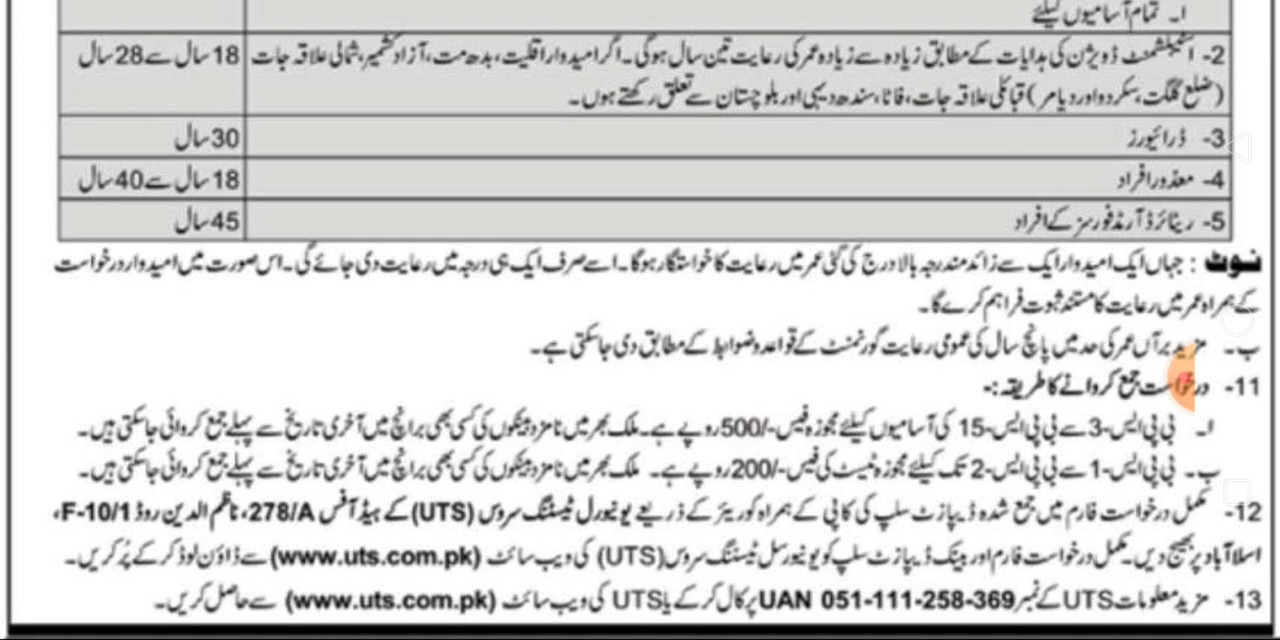 ا۔ تمام آسامیوں کیلئے
2- اسٹیبلشمنٹ ڈویژن کی ہدایات کے مطابق زیادہ سے زیادہ عمر کی رعایت تین سال ہوگی۔ اگر امیدوار اقلیت، بدھ مت، آزاد کشمیر، شمالی علاقہ جات 18 سال سے 28 سال
(ضلع گلگت، سکردو اور دیامر) قبائلی علاقہ جات، فاٹا، سندھ دیہی اور بلوچستان سے تعلق رکھتے ہوں۔
3- ڈرائیورز 30 سال
4- معذور افراد 18 سال سے 40 سال
5- ریٹائرڈ آرمڈ فورسز کے افراد 45 سال
نوٹ : جہاں ایک امیدوار ایک سے زائد مندرجہ بالا درج کی گئی عمر میں رعایت کا خواستگار ہوگا۔ اسے صرف ایک ہی درجہ میں رعایت دی جائے گی۔ اس صورت میں امیدوار درخواست
کے ہمراہ عمر میں رعایت کا مستند ثبوت فراہم کرے گا۔
ب۔ مزید برآں عمر کی حد میں پانچ سال کی عمومی رعایت گورنمنٹ کے قواعد و ضوابط کے مطابق دی جاسکتی ہے۔
11- درخواست جمع کروانے کا طریقہ:-
ا۔ بی پی ایس-3 سے بی پی ایس-15 کی آسامیوں کیلئے مجوزہ فیس -/500 روپے ہے۔ ملک بھر میں نامزد بینکوں کی کسی بھی برانچ میں آخری تاریخ سے پہلے جمع کروائی جاسکتی ہیں۔
ب۔ بی پی ایس-1 سے بی پی ایس-2 تک کیلئے مجوزہ ٹیسٹ کی فیس -/200 روپے ہے۔ ملک بھر میں نامزد بینکوں کی کسی بھی برانچ میں آخری تاریخ سے پہلے جمع کروائی جاسکتی ہیں۔
12- مکمل درخواست فارم میں جمع شدہ ڈیپازٹ سلپ کی کاپی کے ہمراہ کوریئر کے ذریعے یونیورل ٹیسٹنگ سروس (UTS) کے ہیڈ آفس 278/A، ناظم الدین روڈ F-10/1،
اسلاآباد پر بھیج دیں۔ مکمل درخواست فارم اور بینک ڈیپازٹ سلپ کو یونیورسل ٹیسٹنگ سروس (UTS) کی ویب سائٹ (www.uts.com.pk) سے ڈاؤن لوڈ کرکے پُر کریں۔
13- مزید معلومات UTS کے نمبر UAN 051-111-258-369 پر کال کرکے یا UTS کی ویب سائٹ (www.uts.com.pk) سے حاصل کریں۔